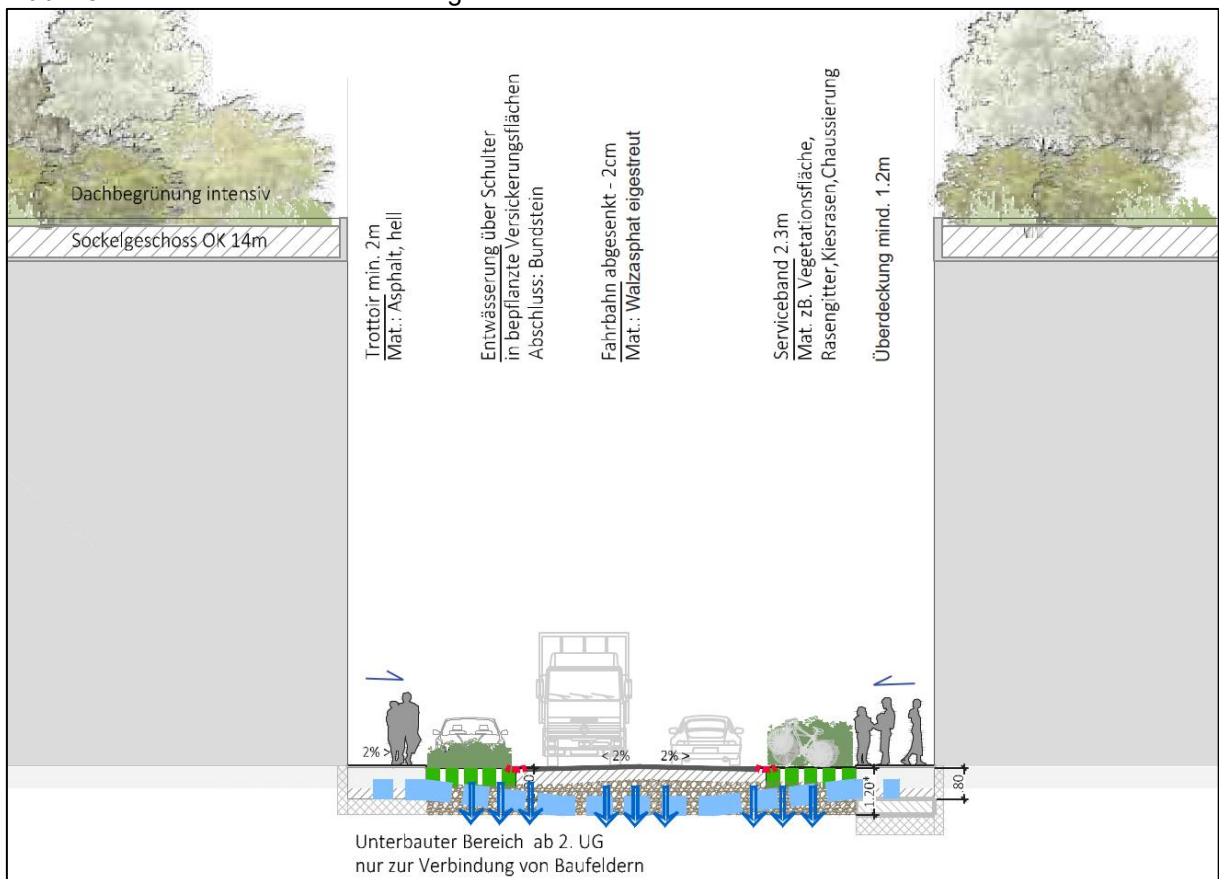 Dachbegrünung intensiv
Sockelgeschoss OK 14m
Trottoir min. 2m
Mat.: Asphalt, hell
Entwässerung über Schulter
in bepflanzte Versickerungsflächen
Abschluss: Bundstein
Fahrbahn abgesenkt - 2cm
Mat.: Walzasphat eigestreut
Serviceband 2.3m
Mat. zB. Vegetationsfläche,
Rasengitter,Kiesrasen,Chaussierung
Überdeckung mind. 1.2m
2% >
< 2%
2% >
1.20*
.80
Unterbauter Bereich ab 2. UG
nur zur Verbindung von Baufeldern